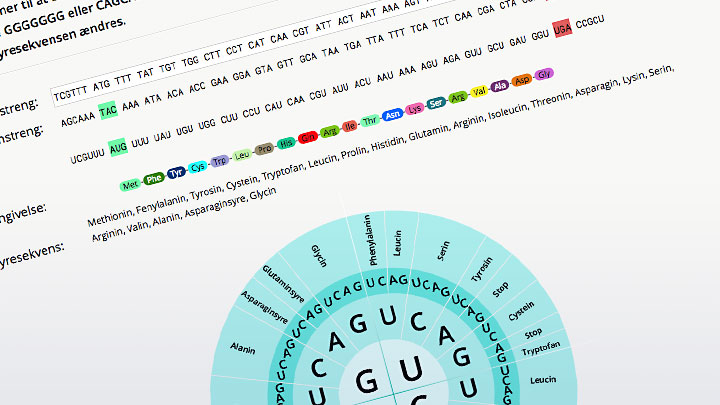 ner til at
GGGGGGG eller
yresekvensen ændres.
streng: TCGTTT ATG TTT TAT TGT TGG CTT CCT CAT CAA CGT ATT ACT AAT AAA
nstreng: AGCAAA TAC AAA ATA ACA ACC GAA GGA GTA GTT GCA TAA TGA TTA TTT TCA TCT CAA CGA CTA
UCGUUU AUG UUU UAU UGU UGG CUU CCU CAU CAA CGU AUU ACU AAU AAA AGU AGA GUU GCU GAU GGU UGA CCGCU
Met Phe Tyr Cys Trp Leu Pro His Gln Arg Ile Thr Asn Lys Ser Arg Val Ala Asp Gly
ngivelse:
yresekvens:
Methionin, Fenylalanin, Tyrosin, Cystein, Tryptofan, Leucin, Prolin, Histidin, Glutamin, Arginin, Isoleucin, Threonin, Asparagin, Lysin, Serin,
Arginin, Valin, Alanin, Asparaginsyre, Glycin
Alanin
Asparaginsyre
Glutaminsyre
Glycin
Phenylalanin
Leucin
Serin
Tyrosin
Stop
Cystein
Stop
Tryptofan
Leucin
GACUGACUGACUGACUCAGUCAGUCAGUCAG
U C A G U C A G U
G U